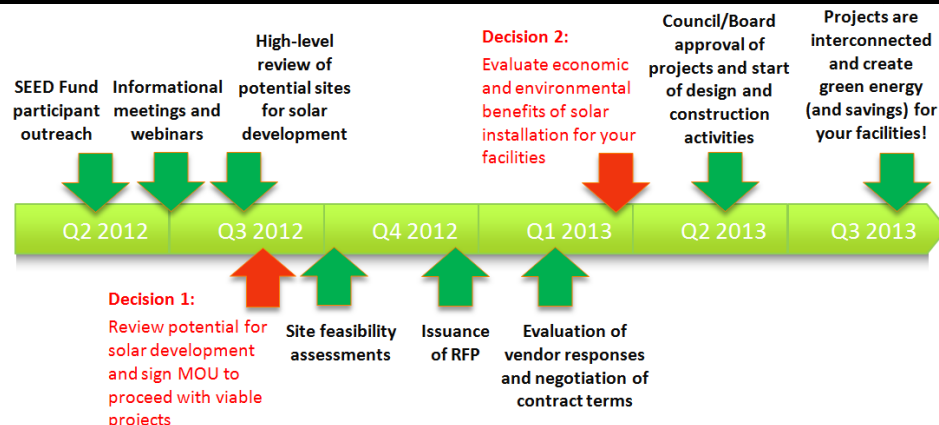 SEED Fund
participant
outreach
Informational
meetings and
webinars
High-level
review of
potential sites
for solar
development
Decision 2:
Evaluate economic
and environmental
benefits of solar
installation for your
facilities
Council/Board
approval of
projects and start
of design and
construction
activities
Projects are
interconnected
and create
green energy
(and savings) for
your facilities!
Q2 2012
Q3 2012
Q4 2012
Q1 2013
Q2 2013
Q3 2013
Decision 1:
Review potential for
solar development
and sign MOU to
proceed with viable
projects
Site feasibility
assessments
Issuance
of RFP
Evaluation of
vendor responses
and negotiation of
contract terms